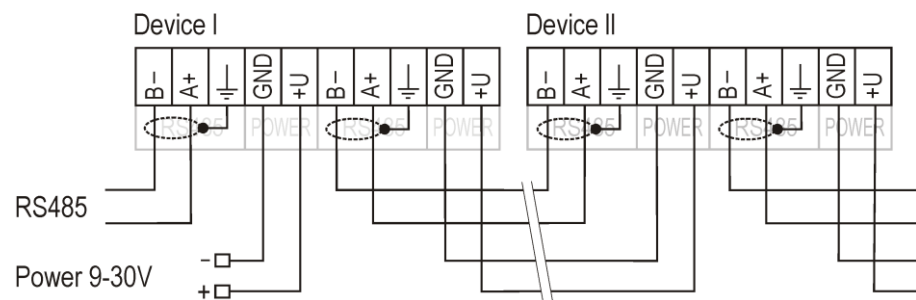 Device I Device II
B– A+ GND +U B– A+ GND +U B– A+ GND +U B– A+ GND +U
RS485 POWER RS485 POWER RS485 POWER RS485 POWER
RS485
Power 9-30V
–
+